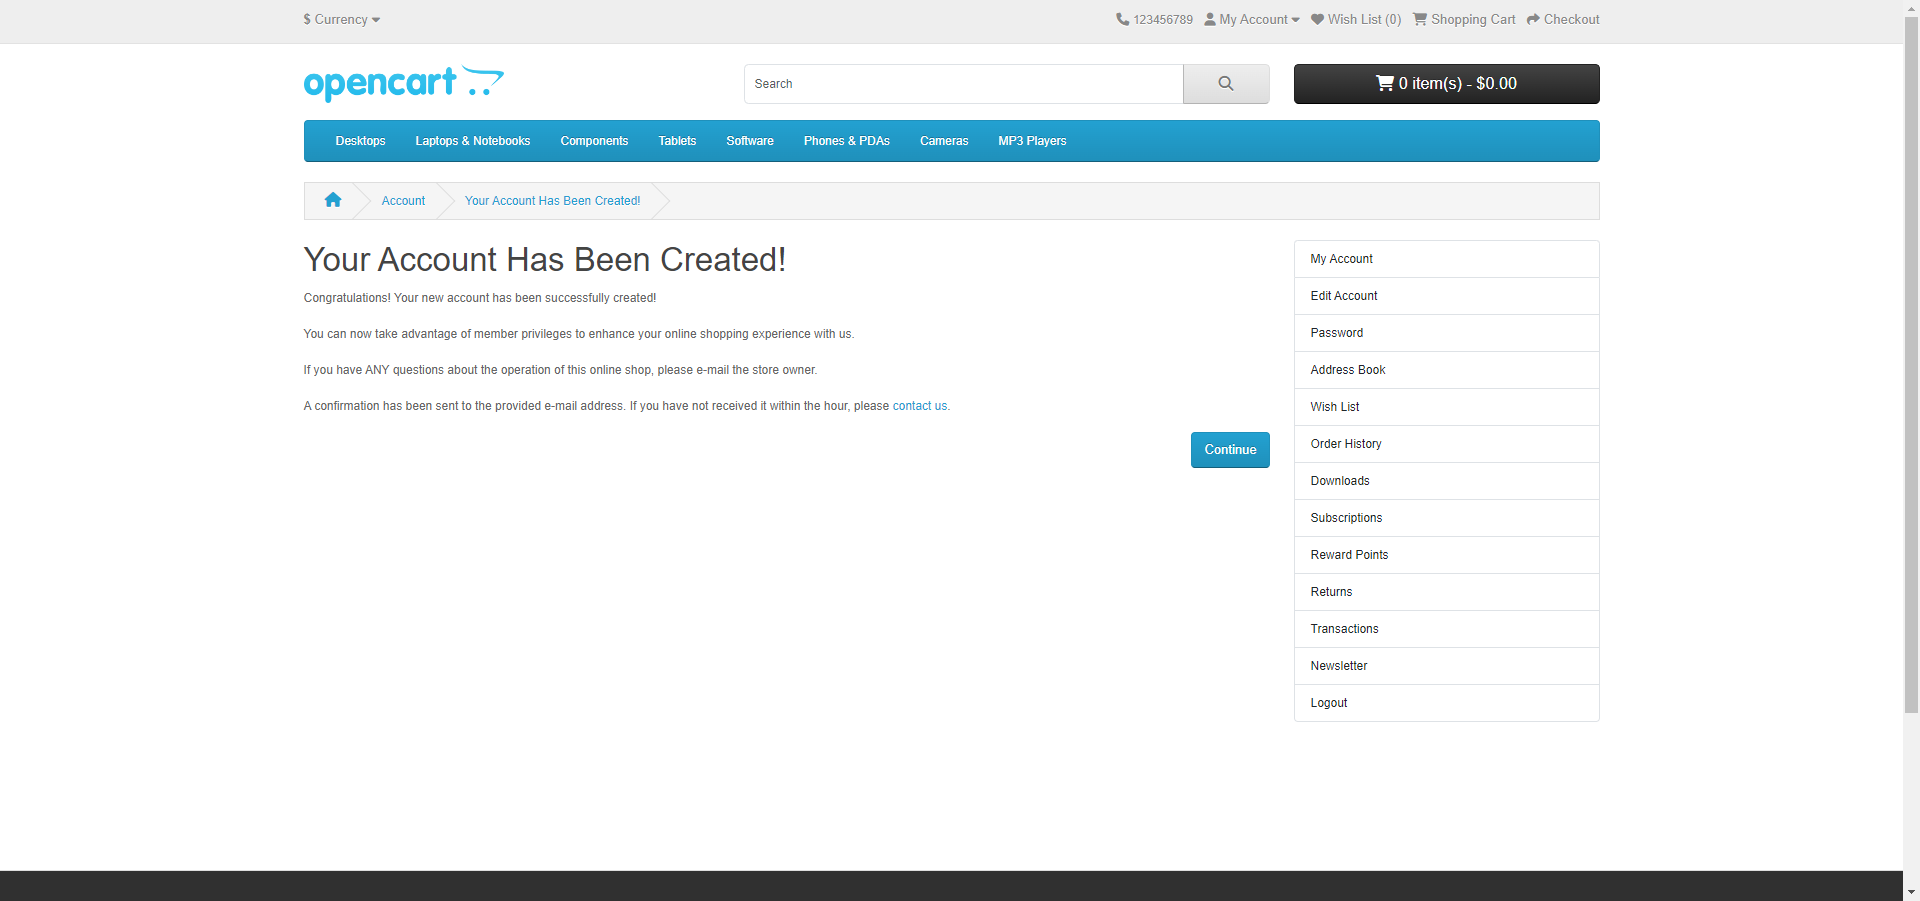 $ Currency
123456789 My Account Wish List (0) Shopping Cart Checkout
opencart
Search
0 item(s) - $0.00
Desktops Laptops & Notebooks Components Tablets Software Phones & PDAs Cameras MP3 Players
Account Your Account Has Been Created!
Your Account Has Been Created!
Congratulations! Your new account has been successfully created!
You can now take advantage of member privileges to enhance your online shopping experience with us.
If you have ANY questions about the operation of this online shop, please e-mail the store owner.
A confirmation has been sent to the provided e-mail address. If you have not received it within the hour, please contact us.
Continue
My Account
Edit Account
Password
Address Book
Wish List
Order History
Downloads
Subscriptions
Reward Points
Returns
Transactions
Newsletter
Logout